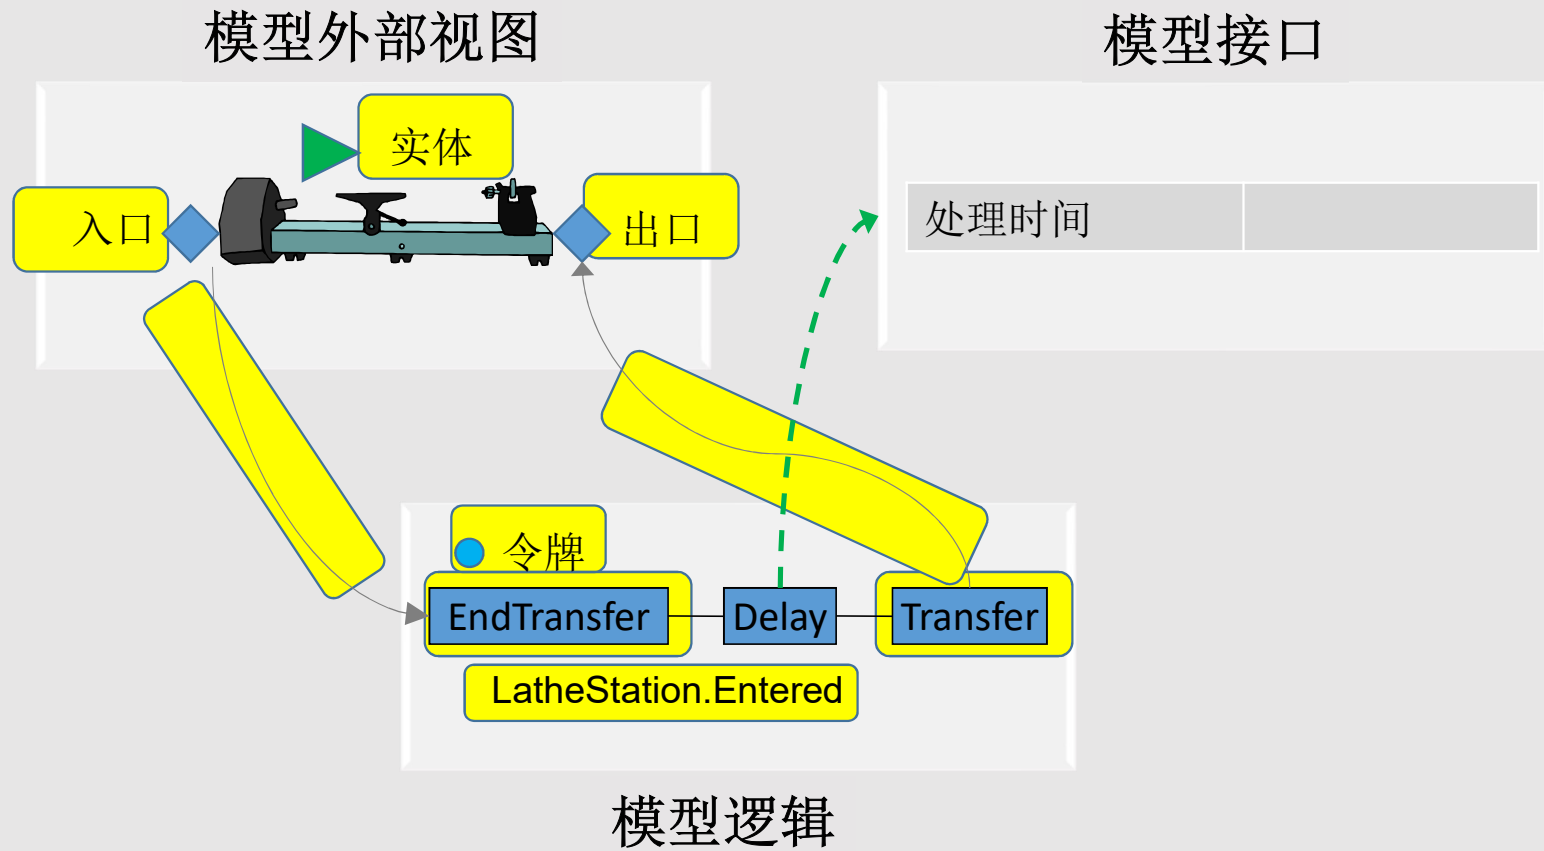 模型外部视图
模型接口
实体
入口
出口
处理时间
令牌
EndTransfer
Delay
Transfer
LatheStation.Entered
模型逻辑